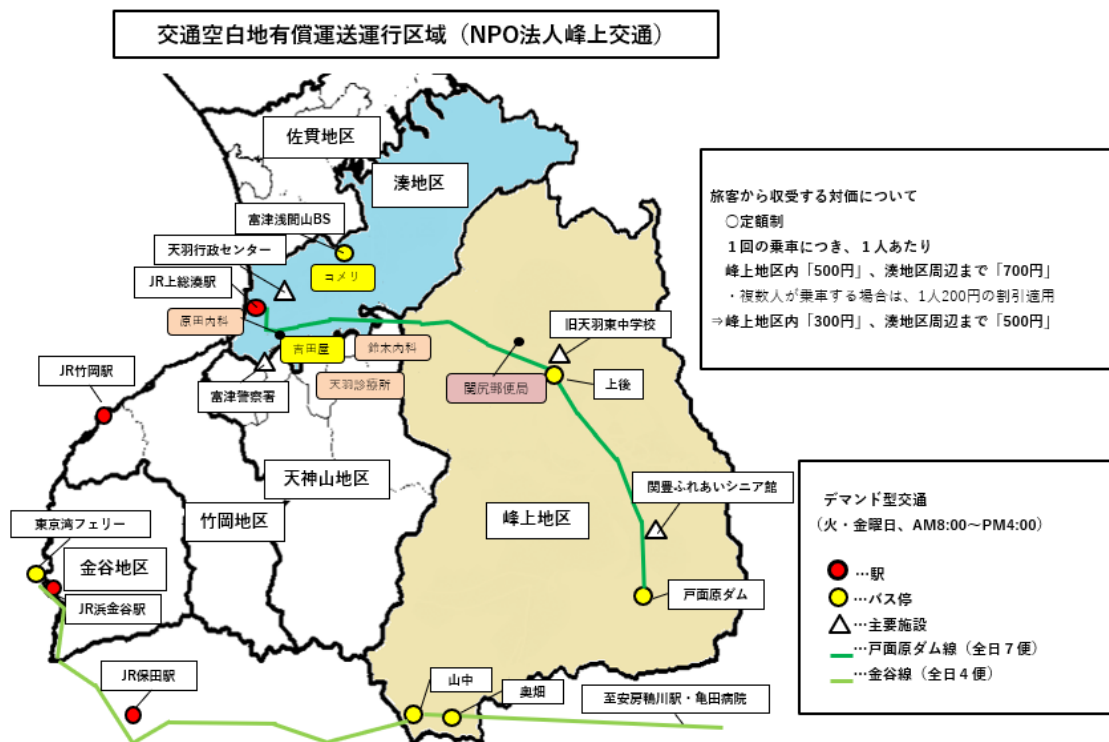 交通空白地有償運送運行区域（NPO法人峰上交通）
佐貫地区
湊地区
富津浅間山BS
天羽行政センター
コメリ
JR上総湊駅
原田内科
吉田屋
鈴木内科
旧天羽東中学校
JR竹岡駅
富津警察署
天羽診療所
関尻郵便局
上後
天神山地区
関豊ふれあいシニア館
竹岡地区
峰上地区
東京湾フェリー
金谷地区
JR浜金谷駅
戸面原ダム
JR保田駅
山中
奥畑
至安房鴨川駅・亀田病院
旅客から収受する対価について
○定額制
１回の乗車につき、１人あたり
峰上地区内「500円」、湊地区周辺まで「700円」
・複数人が乗車する場合は、1人200円の割引適用
⇒峰上地区内「300円」、湊地区周辺まで「500円」
デマンド型交通
（火・金曜日、AM8:00～PM4:00）
…駅
…バス停
…主要施設
…戸面原ダム線（全日７便）
…金谷線（全日４便）